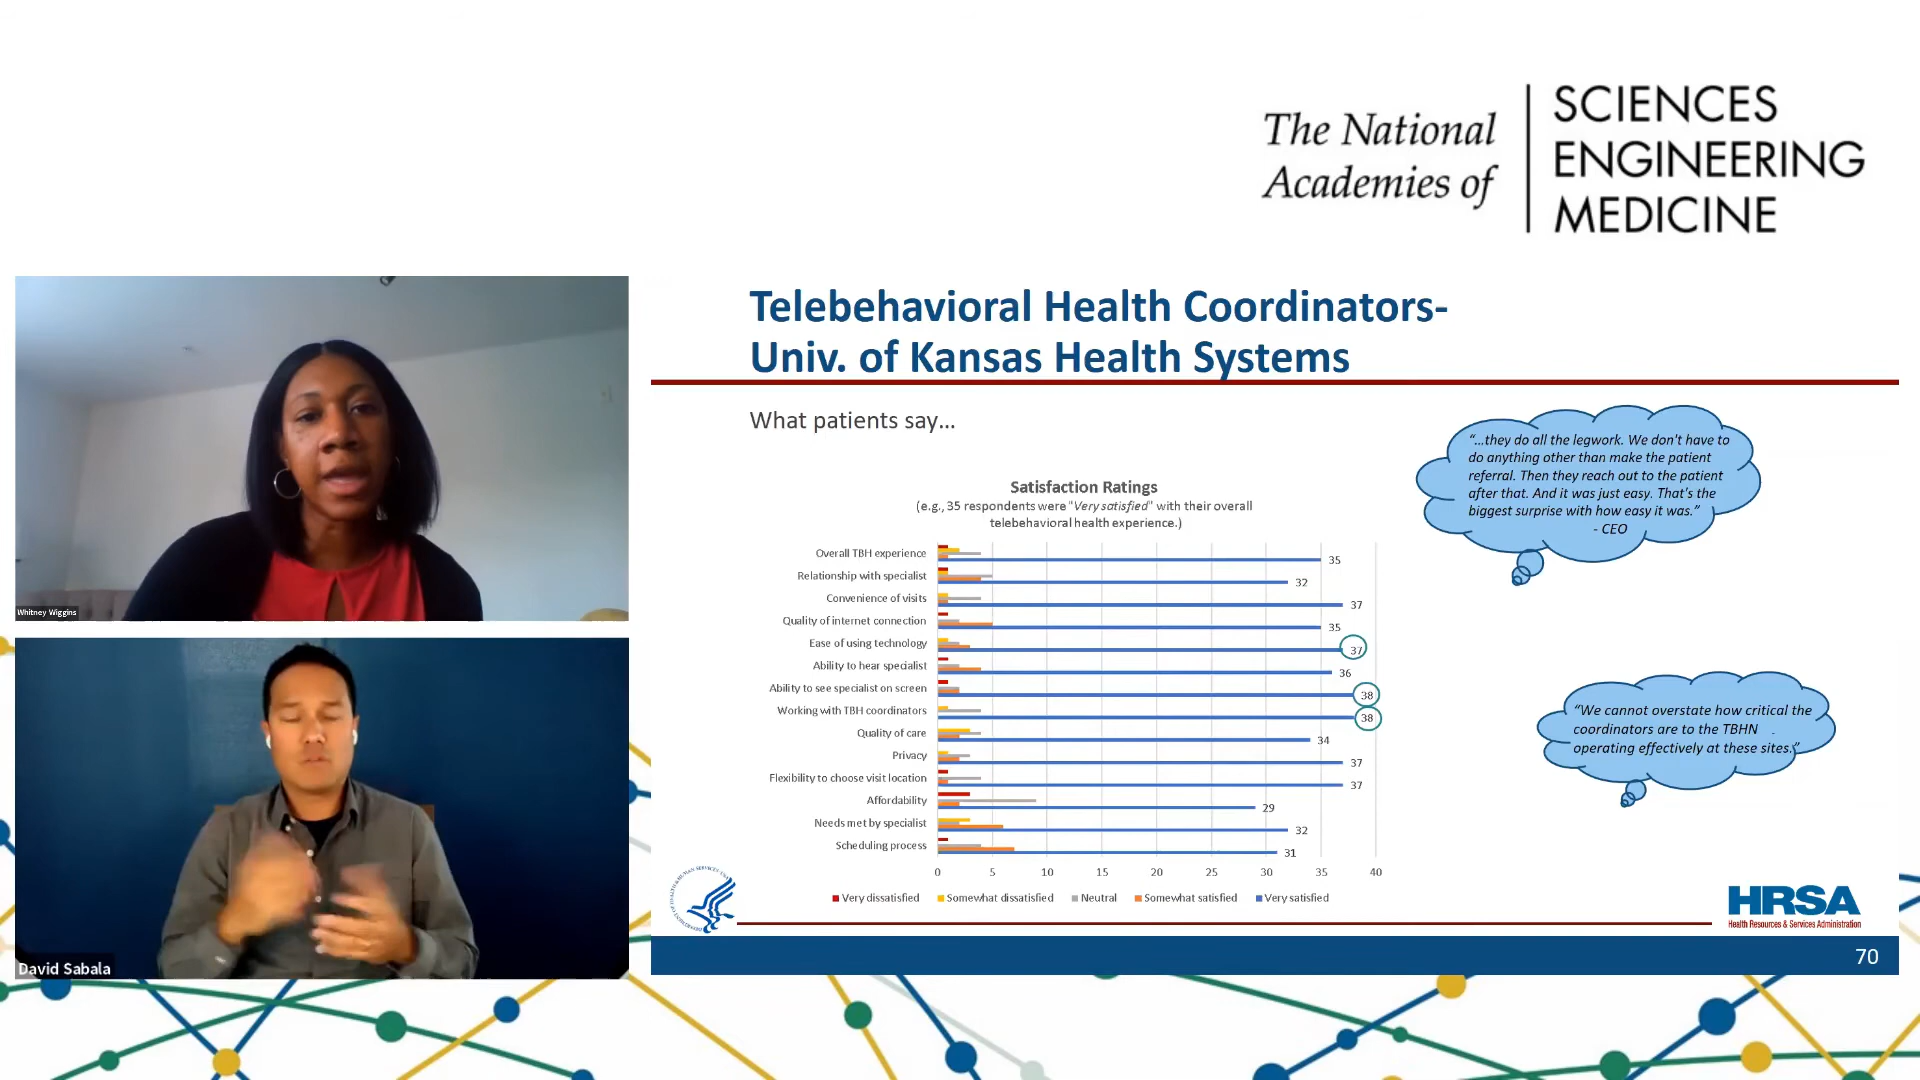 The National
Academies of
SCIENCES
ENGINEERING
MEDICINE
Whitney Wiggins
David Sabala
Telebehavioral Health Coordinators-
Univ. of Kansas Health Systems
What patients say...
Satisfaction Ratings
(e.g., 35 respondents were "Very satisfied" with their overall
telebehavioral health experience.)
Overall TBH experience 35
Relationship with specialist 32
Convenience of visits 37
Quality of internet connection 35
Ease of using technology 37
Ability to hear specialist 36
Ability to see specialist on screen 38
Working with TBH coordinators 38
Quality of care 34
Privacy 37
Flexibility to choose visit location 37
Affordability 29
Needs met by specialist 32
Scheduling process 31
0 5 10 15 20 25 30 35 40
Very dissatisfied Somewhat dissatisfied Neutral Somewhat satisfied Very satisfied
"...they do all the legwork. We don't have to
do anything other than make the patient
referral. Then they reach out to the patient
after that. And it was just easy. That's the
biggest surprise with how easy it was."
- CEO
"We cannot overstate how critical the
coordinators are to the TBHN .
operating effectively at these sites."
HRSA
Health Resources & Services Administration
70